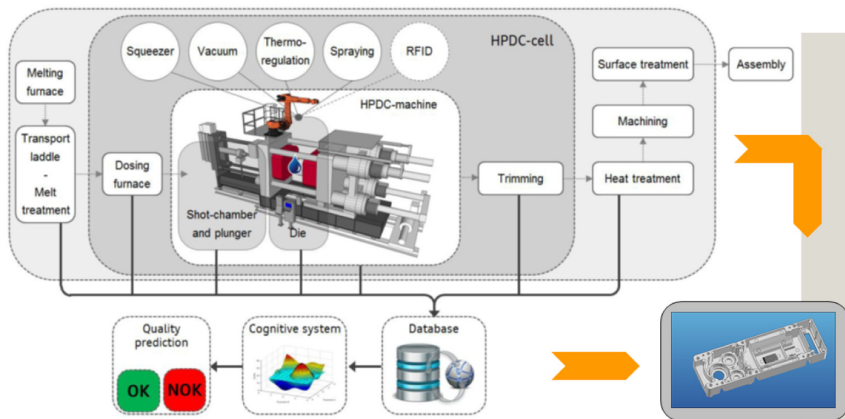 Squeezer
Vacuum
Thermo-
regulation
Spraying
RFID
HPDC-cell
Melting
furnace
Transport
laddle
-
Melt
treatment
Dosing
furnace
HPDC-machine
Shot-chamber
and plunger
Die
Trimming
Surface treatment
Assembly
Machining
Heat treatment
Quality
prediction
OK
NOK
Cognitive system
Database